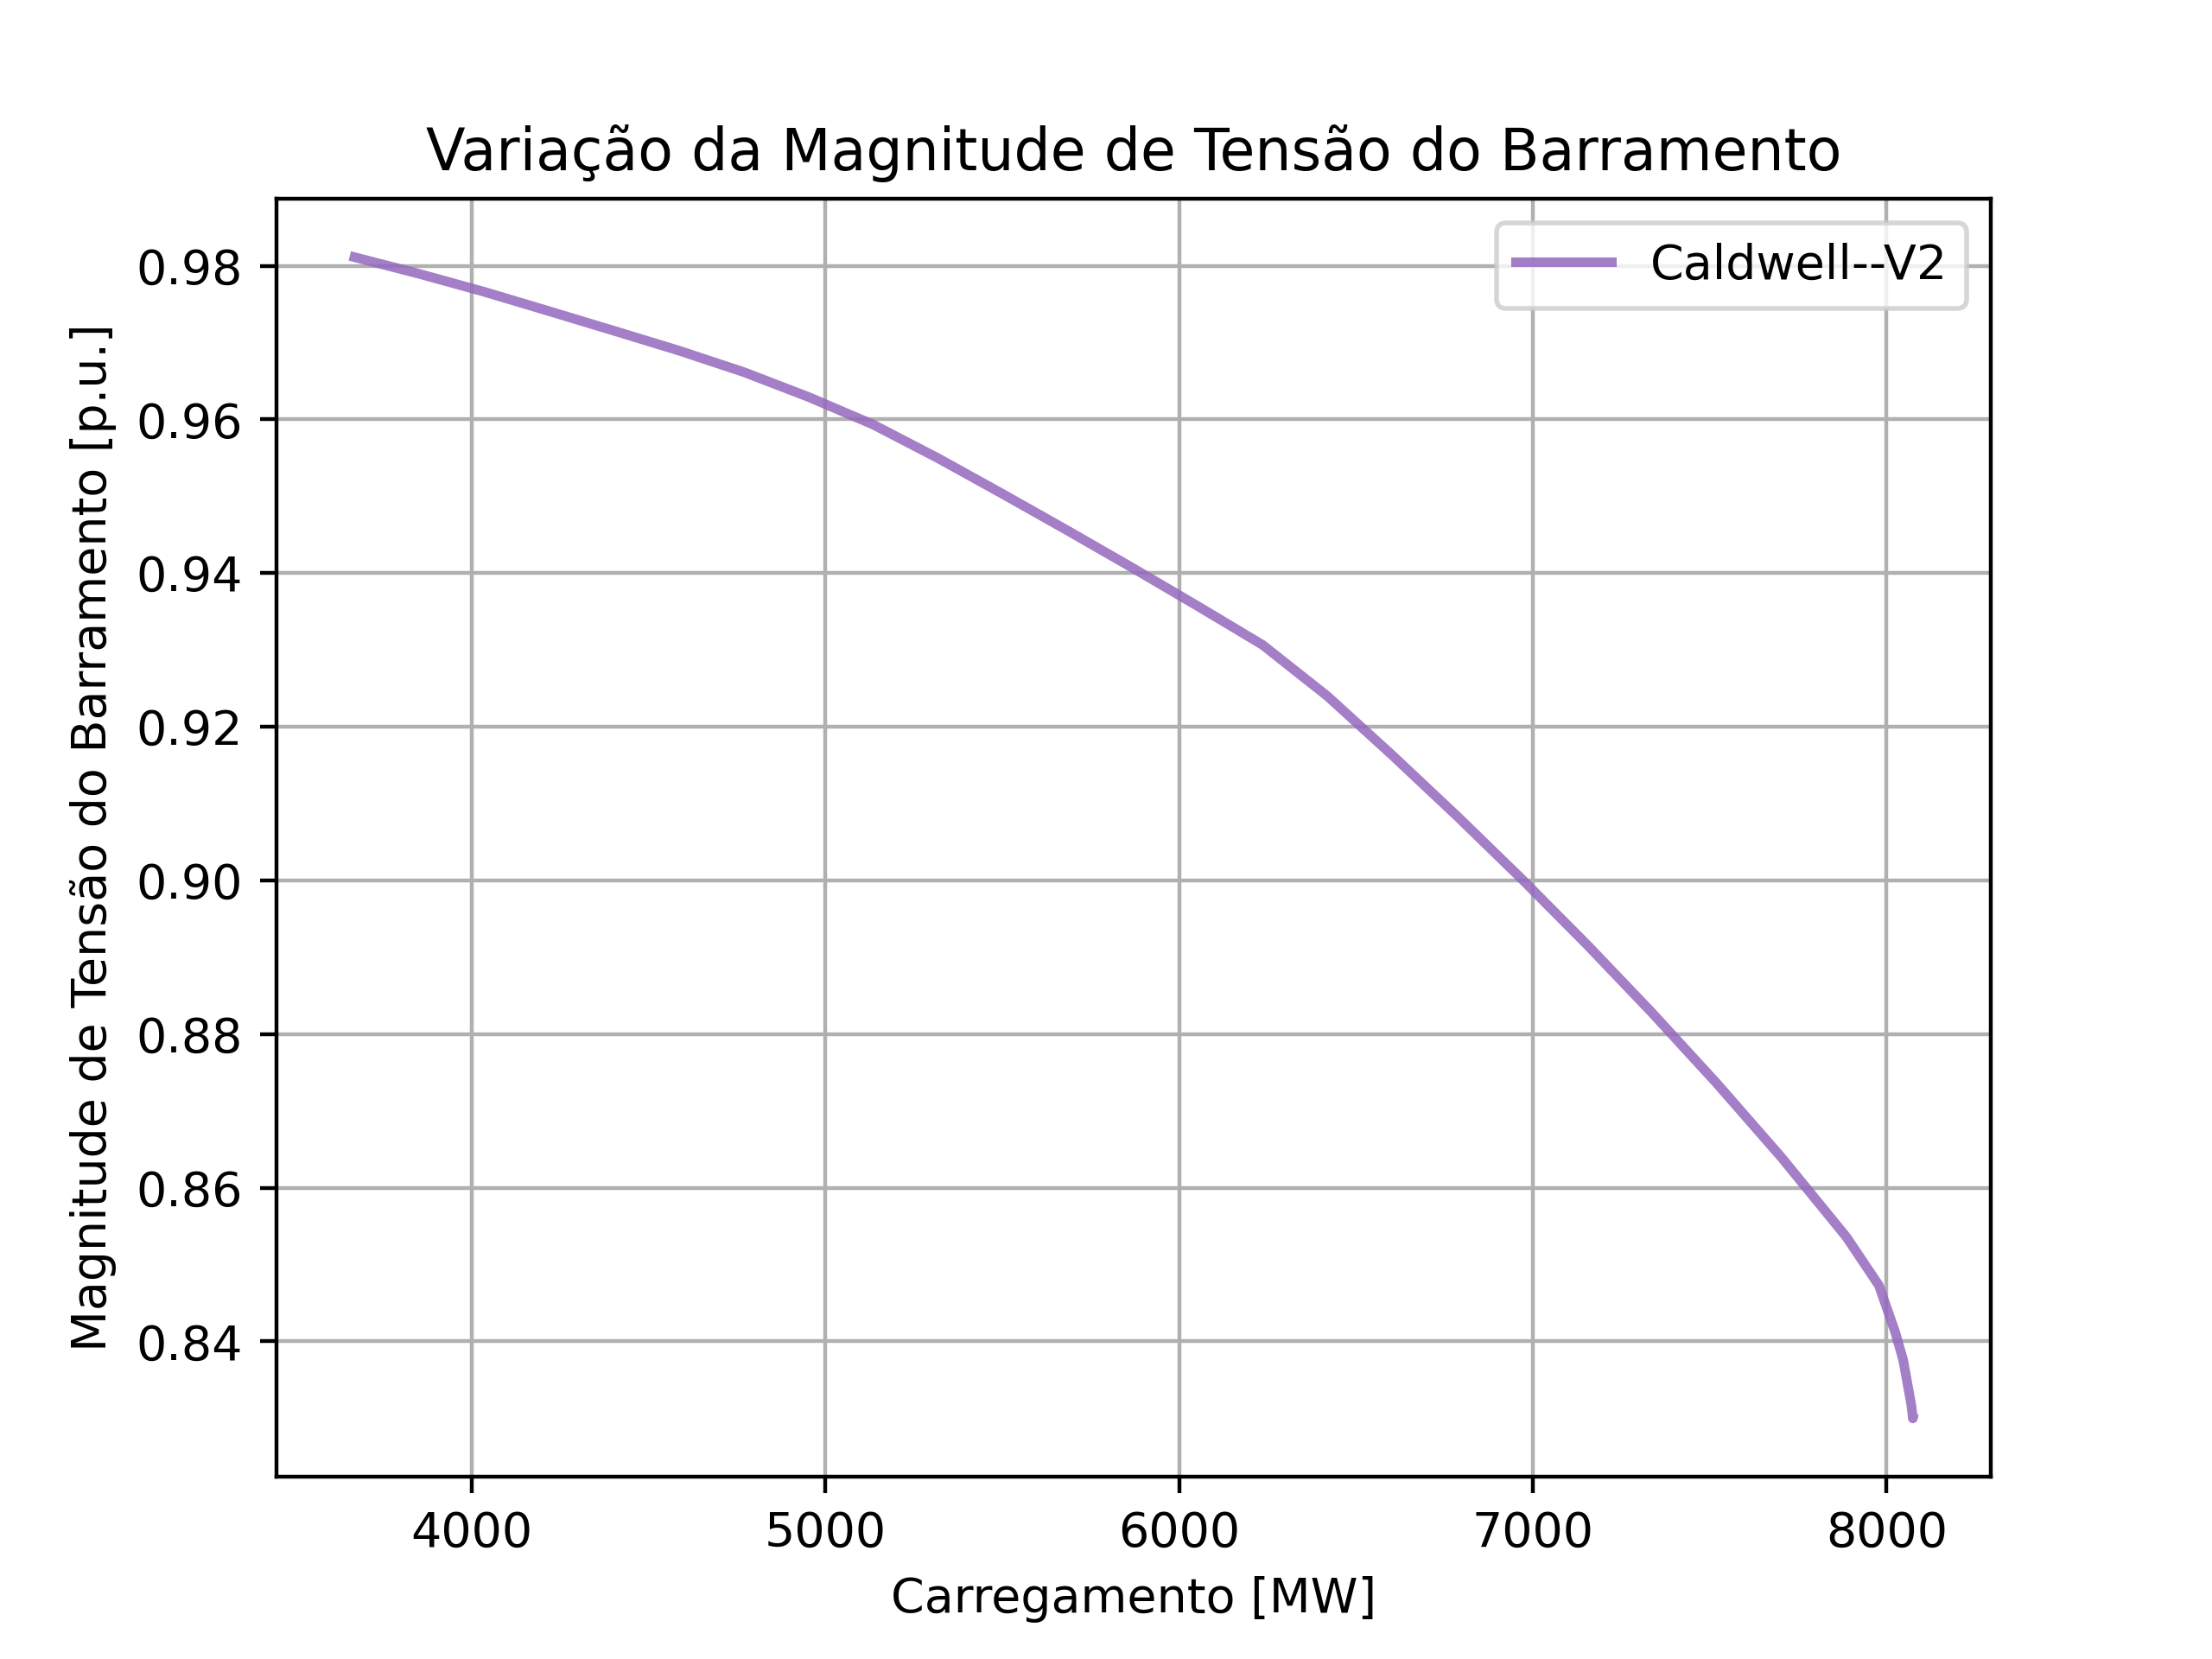 Variação da Magnitude de Tensão do Barramento
Caldwell--V2
Magnitude de Tensão do Barramento [p.u.]
0.98
0.96
0.94
0.92
0.90
0.88
0.86
0.84
4000 5000 6000 7000 8000
Carregamento [MW]